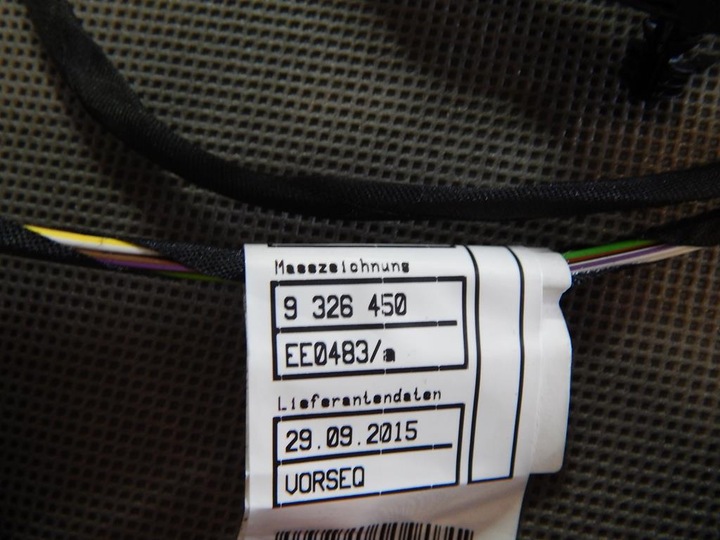 Masszeichnung
9 326 450
EE0483/a
Lieferantendaten
29.09.2015
VORSEQ